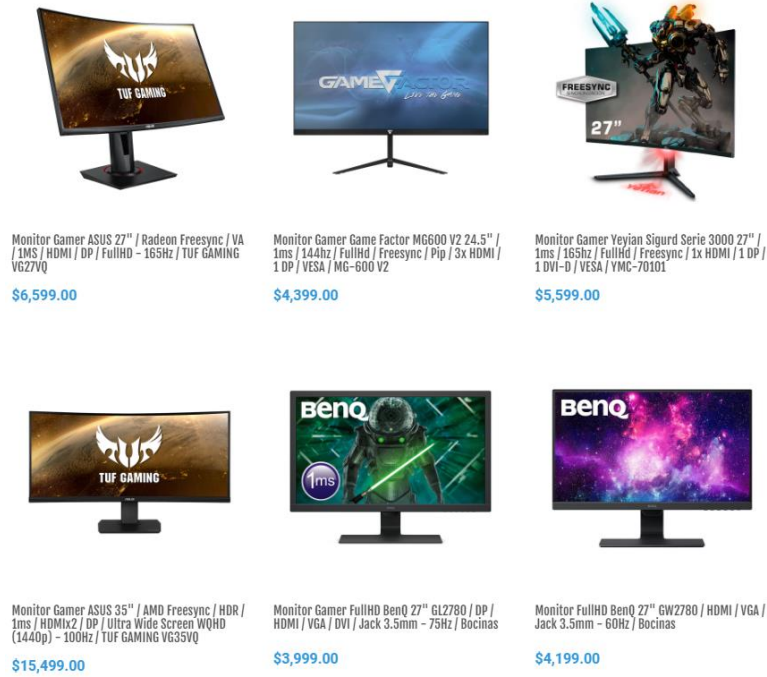 TUF GAMING
GAMEFACTOR
Live the Game
FREESYNC
27"
Monitor Gamer ASUS 27" / Radeon Freesync / VA
/ 1MS / HDMI / DP / FullHD - 165Hz / TUF GAMING
VG27VQ
$6,599.00
Monitor Gamer Game Factor MG600 V2 24.5" /
1ms / 144hz / FullHd / Freesync / Pip / 3x HDMI /
1 DP / VESA / MG-600 V2
$4,399.00
Monitor Gamer Yeyian Sigurd Serie 3000 27" /
1ms / 165hz / FullHd / Freesync / 1x HDMI / 1 DP /
1 DVI-D / VESA / YMC-70101
$5,599.00
TUF GAMING
BenQ
1ms
BenQ
Monitor Gamer ASUS 35" / AMD Freesync / HDR /
1ms / HDMIx2 / DP / Ultra Wide Screen WQHD
(1440p) - 100Hz / TUF GAMING VG35VQ
$15,499.00
Monitor Gamer FullHD BenQ 27" GL2780 / DP /
HDMI / VGA / DVI / Jack 3.5mm - 75Hz / Bocinas
$3,999.00
Monitor FullHD BenQ 27" GW2780 / HDMI / VGA /
Jack 3.5mm - 60Hz / Bocinas
$4,199.00